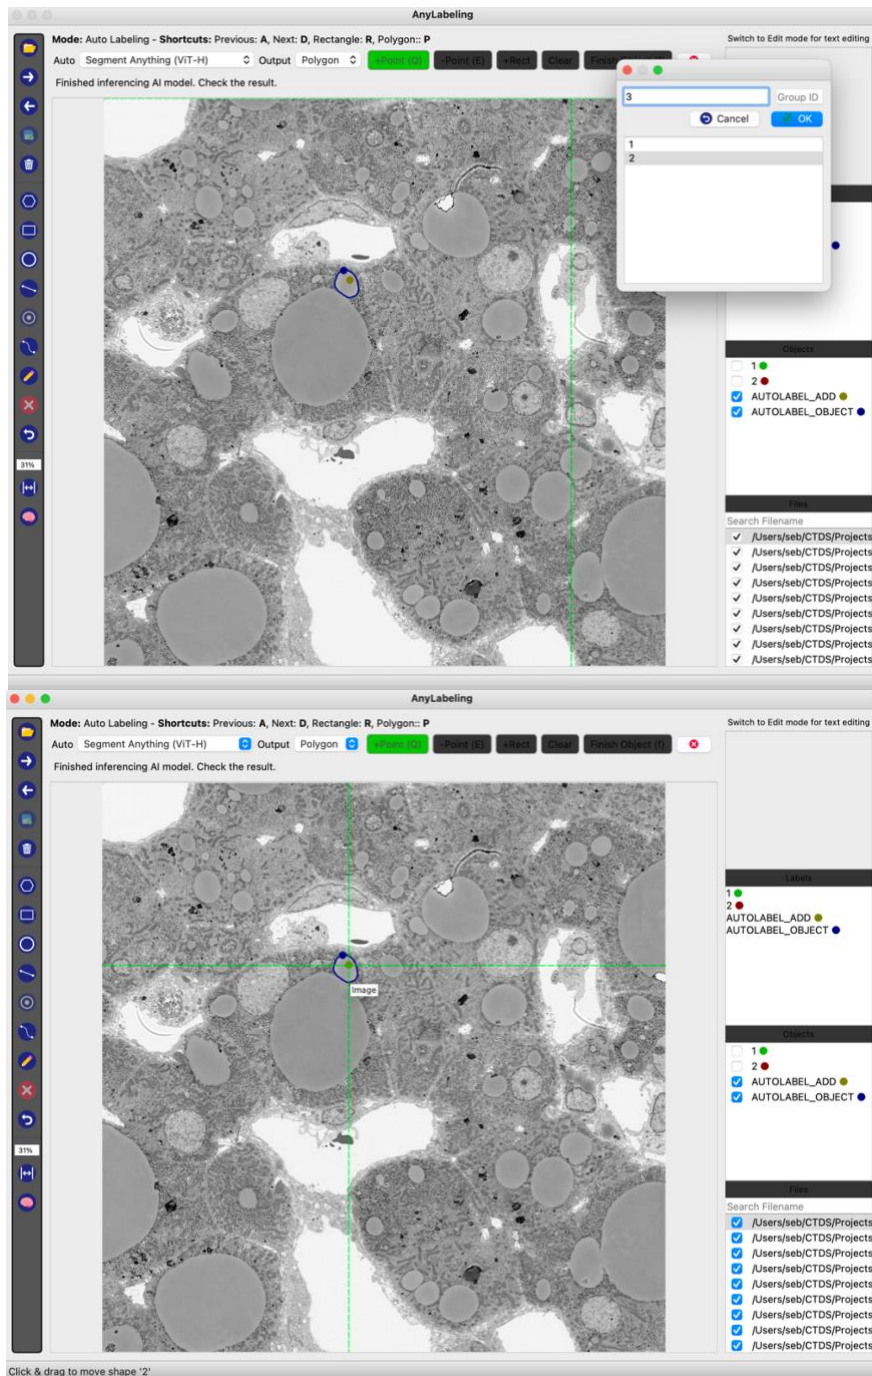 AnyLabeling
Mode: Auto Labeling - Shortcuts: Previous: A, Next: D, Rectangle: R, Polygon:: P
Switch to Edit mode for text editing
Auto Segment Anything (ViT-H) Output Polygon +Point (Q) -Point (E) +Rect Clear
Finished inferencing AI model. Check the result.
3 Group ID
Cancel OK
1
2
Objects
1
2
AUTOLABEL_ADD
AUTOLABEL_OBJECT
31%
Files
Search Filename
/Users/seb/CTDS/Projects
/Users/seb/CTDS/Projects
/Users/seb/CTDS/Projects
/Users/seb/CTDS/Projects
/Users/seb/CTDS/Projects
/Users/seb/CTDS/Projects
/Users/seb/CTDS/Projects
/Users/seb/CTDS/Projects
/Users/seb/CTDS/Projects
AnyLabeling
Mode: Auto Labeling - Shortcuts: Previous: A, Next: D, Rectangle: R, Polygon:: P
Switch to Edit mode for text editing
Auto Segment Anything (ViT-H) Output Polygon +Point (Q) -Point (E) +Rect Clear Finish Object (f)
Finished inferencing AI model. Check the result.
Labels
1
2
AUTOLABEL_ADD
AUTOLABEL_OBJECT
Image
Objects
1
2
AUTOLABEL_ADD
AUTOLABEL_OBJECT
31%
Files
Search Filename
/Users/seb/CTDS/Projects
/Users/seb/CTDS/Projects
/Users/seb/CTDS/Projects
/Users/seb/CTDS/Projects
/Users/seb/CTDS/Projects
/Users/seb/CTDS/Projects
/Users/seb/CTDS/Projects
/Users/seb/CTDS/Projects
/Users/seb/CTDS/Projects
Click & drag to move shape '2'